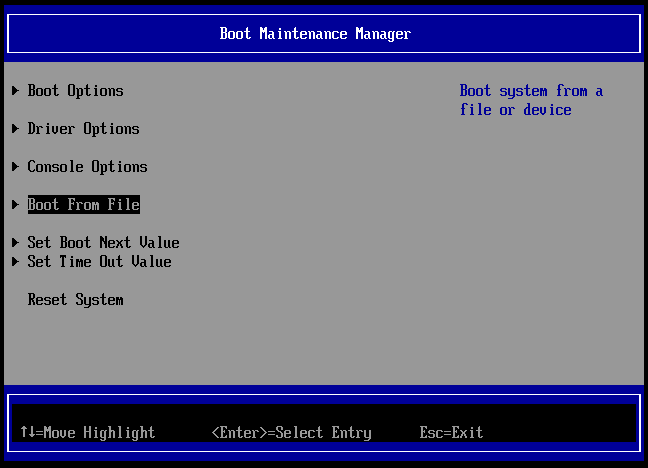 Boot Maintenance Manager
Boot Options
Boot system from a
file or device
Driver Options
Console Options
Boot From File
Set Boot Next Value
Set Time Out Value
Reset System
↑↓=Move Highlight <Enter>=Select Entry Esc=Exit